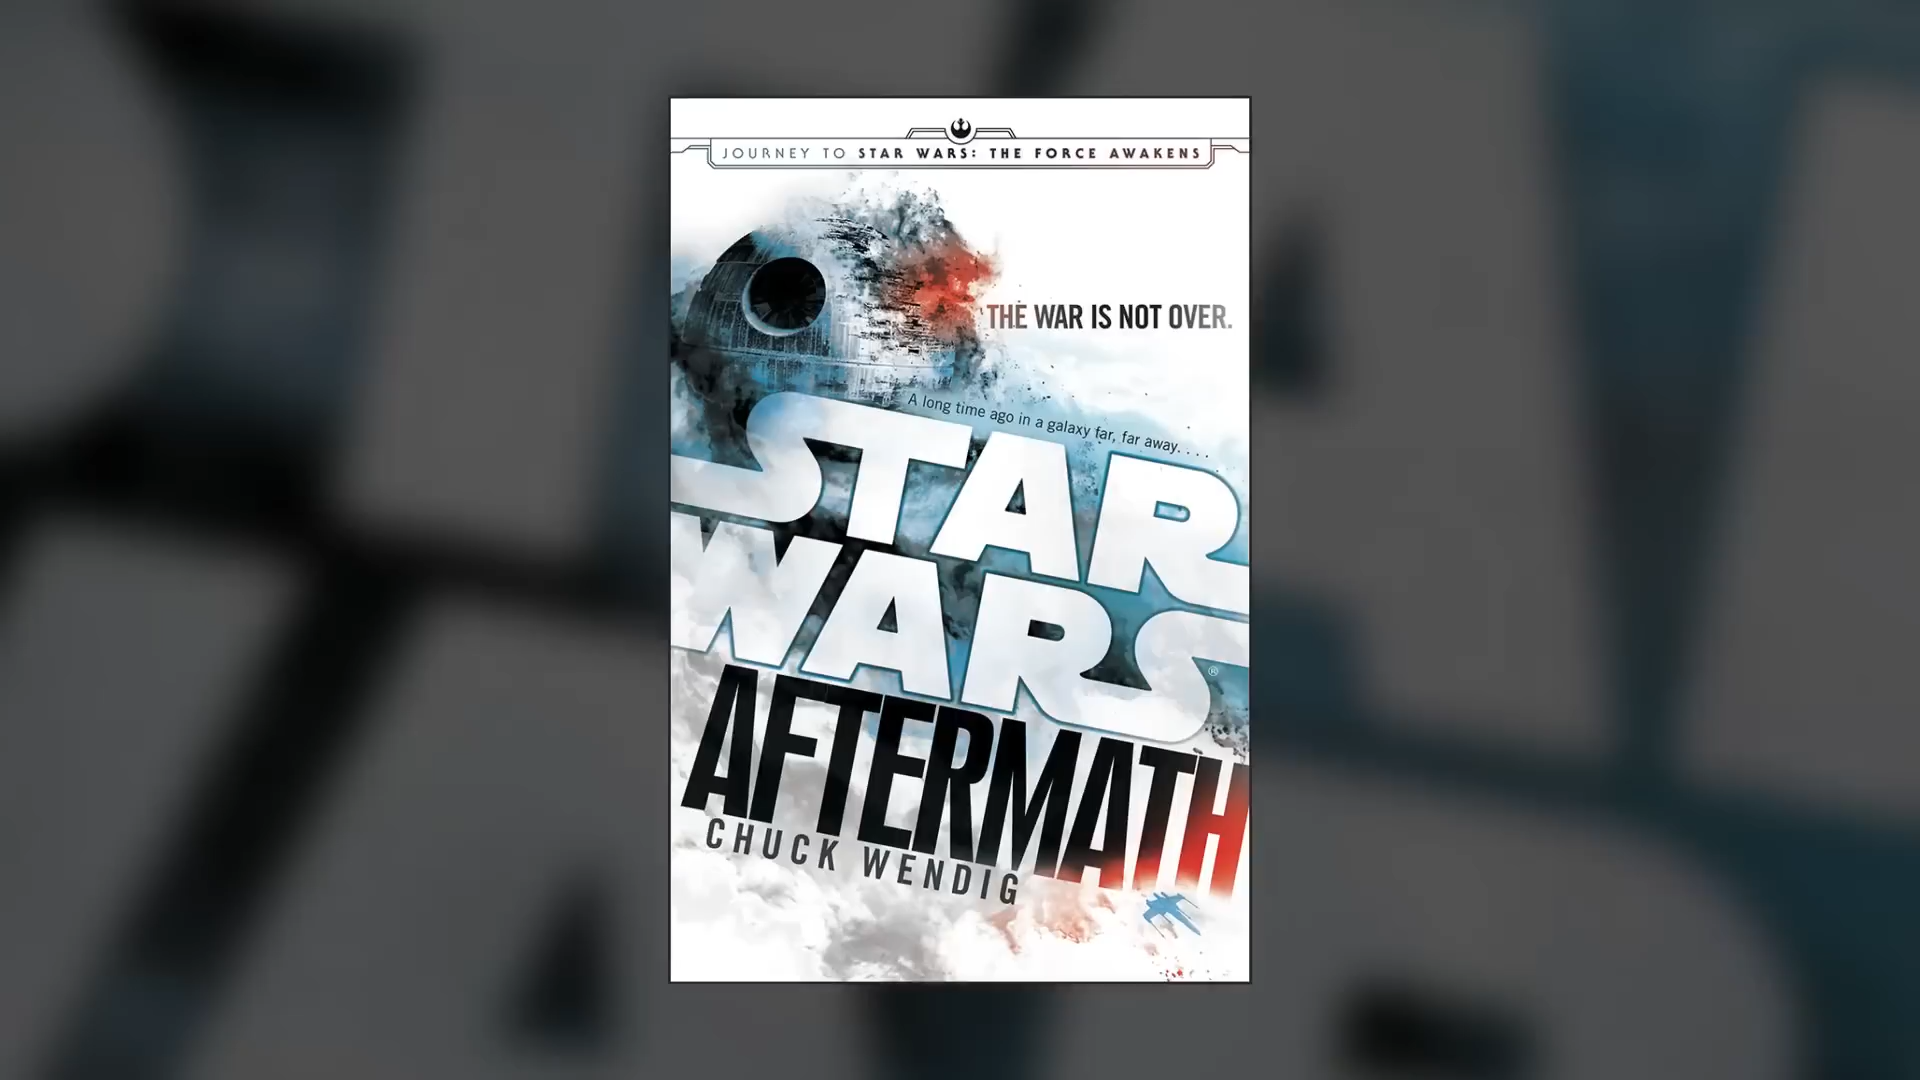 JOURNEY TO STAR WARS: THE FORCE AWAKENS
THE WAR IS NOT OVER.
A long time ago in a galaxy far, far away. . . .
STAR
WARS®
AFTERMATH
CHUCK WENDIG